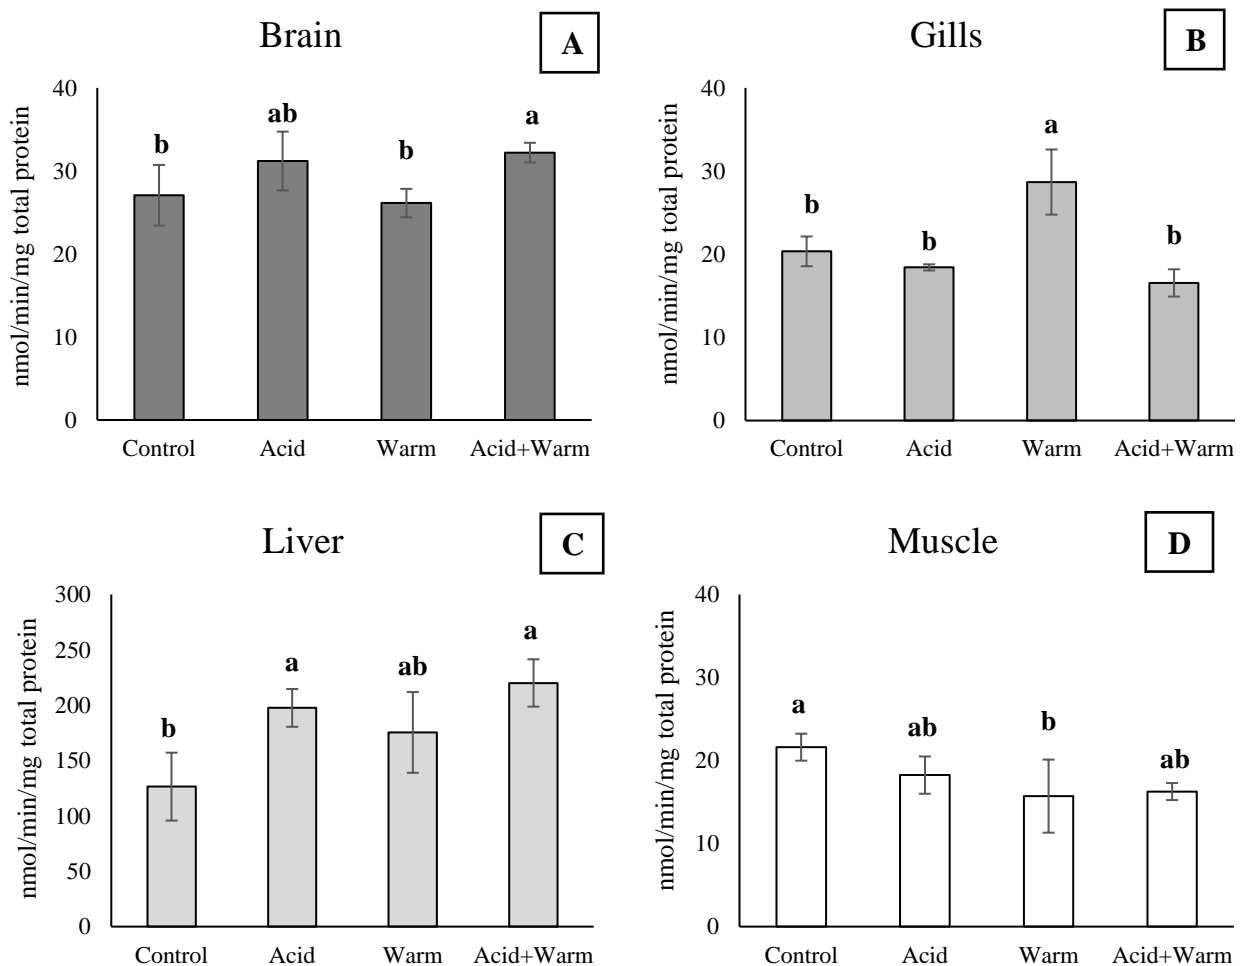 Brain
A
nmol/min/mg total protein
40
30
20
10
0
b
ab
b
a
Control Acid Warm Acid+Warm
Gills
B
nmol/min/mg total protein
40
30
20
10
0
b
b
a
b
Control Acid Warm Acid+Warm
Liver
C
nmol/min/mg total protein
300
250
200
150
100
50
0
b
a
ab
a
Control Acid Warm Acid+Warm
Muscle
D
nmol/min/mg total protein
40
30
20
10
0
a
ab
b
ab
Control Acid Warm Acid+Warm